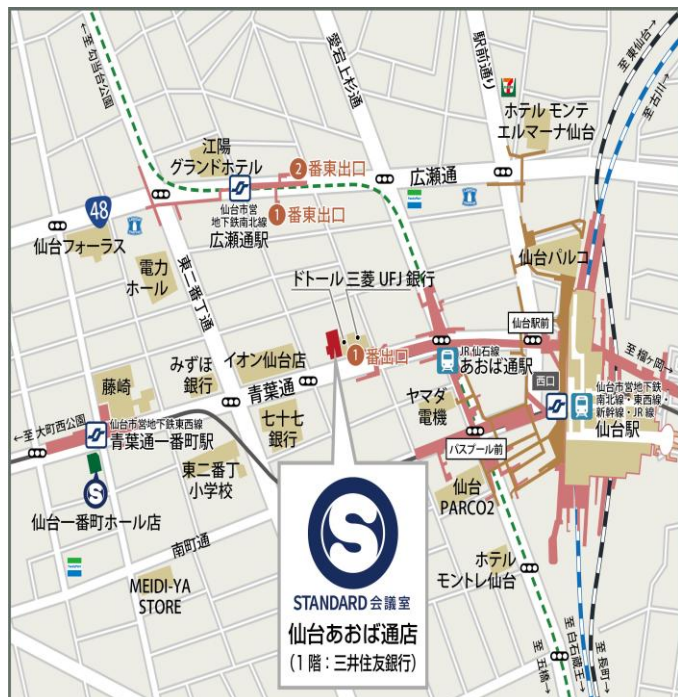 ←至 勾当台公園
愛宕上杉通
駅前通り
至 東仙台→
至 古川→
ホテル モンテ
エルマーナ仙台
江陽
グランドホテル
2 番東出口
広瀬通
48
仙台市営
地下鉄南北線
広瀬通駅
1 番東出口
仙台フォーラス
電力
ホール
東二番丁通
仙台パルコ
ドトール 三菱 UFJ 銀行
仙台駅前
1 番出口
JR 仙石線
あおば通駅
至 榴ヶ岡→
みずほ
銀行
イオン仙台店
青葉通
藤崎
西口
仙台市営地下鉄
南北線・東西線・
新幹線・JR 線
仙台駅
ヤマダ
電機
←至 大町西公園
仙台市営地下鉄東西線
青葉通一番町駅
七十七
銀行
バスプール前
東二番丁
小学校
S
仙台一番町ホール店
仙台
PARCO2
南町通
MEIDI-YA
STORE
ホテル
モントレ仙台
S
STANDARD 会議室
仙台あおば通店
(1 階:三井住友銀行)
至 五橋→
至 白石蔵王→
至 長町→